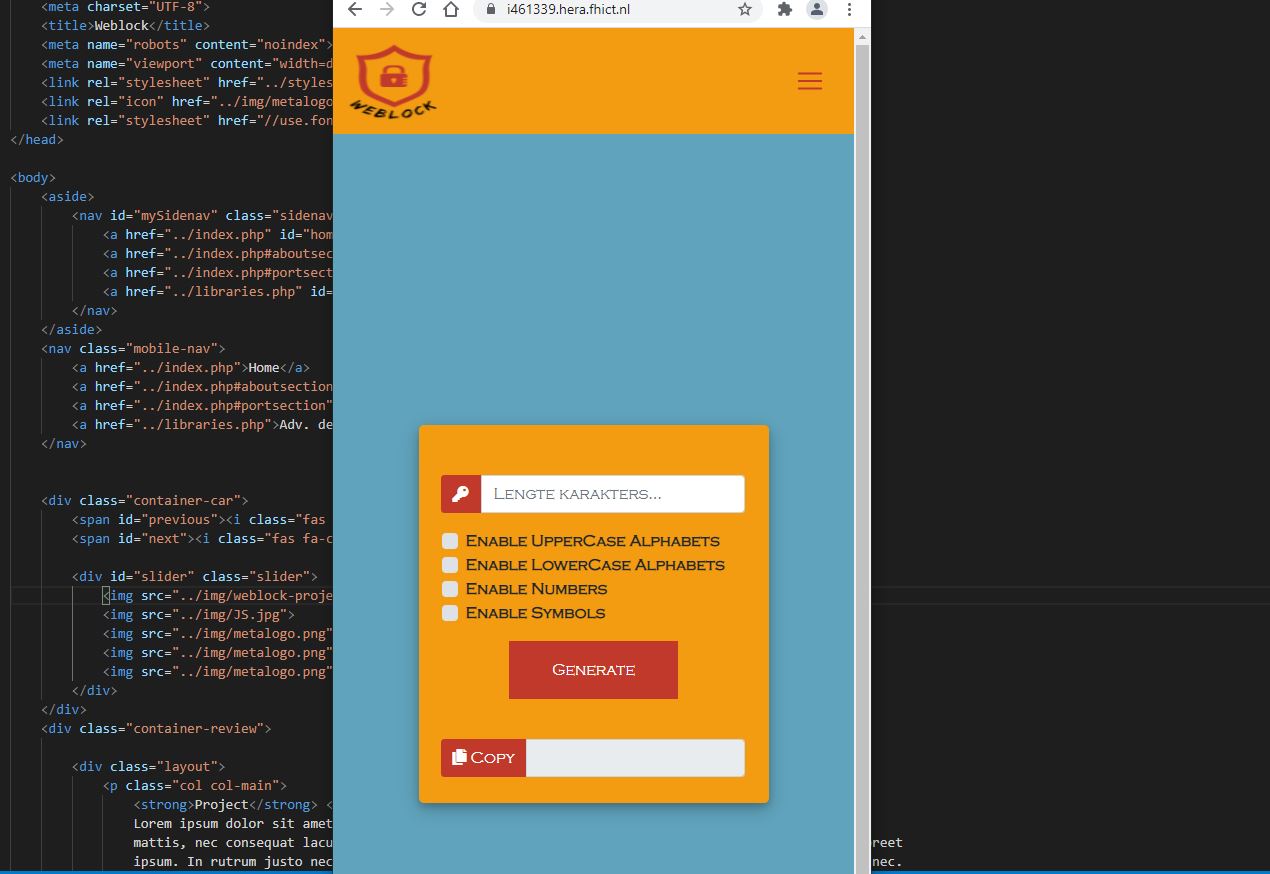 <meta charset="UTF-8">
<title>Weblock</title>
<meta name="robots" content="noindex">
<meta name="viewport" content="width=d
<link rel="stylesheet" href="../styles
<link rel="icon" href="../img/metalogo
<link rel="stylesheet" href="//use.fon
</head>
<body>
<aside>
<nav id="mySidenav" class="sidenav
<a href="../index.php" id="hom
<a href="../index.php#aboutsec
<a href="../index.php#portsect
<a href="../libraries.php" id=
</nav>
</aside>
<nav class="mobile-nav">
<a href="../index.php">Home</a>
<a href="../index.php#aboutsection
<a href="../index.php#portsection"
<a href="../libraries.php">Adv. de
</nav>
<div class="container-car">
<span id="previous"><i class="fas
<span id="next"><i class="fas fa-c
<div id="slider" class="slider">
<img src="../img/weblock-proje
<img src="../img/JS.jpg">
<img src="../img/metalogo.png"
<img src="../img/metalogo.png"
<img src="../img/metalogo.png"
</div>
</div>
<div class="container-review">
<div class="layout">
<p class="col col-main">
<strong>Project</strong> <
Lorem ipsum dolor sit amet
mattis, nec consequat lacu
ipsum. In rutrum justo nec
i461339.hera.fhict.nl
WEBLOCK
Lengte karakters...
Enable UpperCase Alphabets
Enable LowerCase Alphabets
Enable Numbers
Enable Symbols
Generate
Copy
reet
nec.